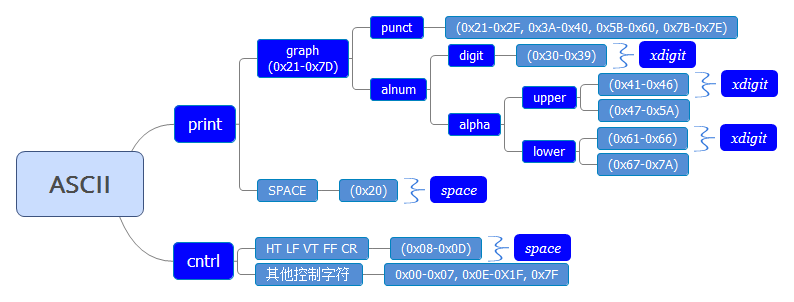 ASCII
print
graph
(0x21-0x7D)
punct
(0x21-0x2F, 0x3A-0x40, 0x5B-0x60, 0x7B-0x7E)
alnum
digit
(0x30-0x39)
xdigit
alpha
upper
(0x41-0x46)
xdigit
(0x47-0x5A)
lower
(0x61-0x66)
xdigit
(0x67-0x7A)
SPACE
(0x20)
space
cntrl
HT LF VT FF CR
(0x08-0x0D)
space
其他控制字符
0x00-0x07, 0x0E-0X1F, 0x7F